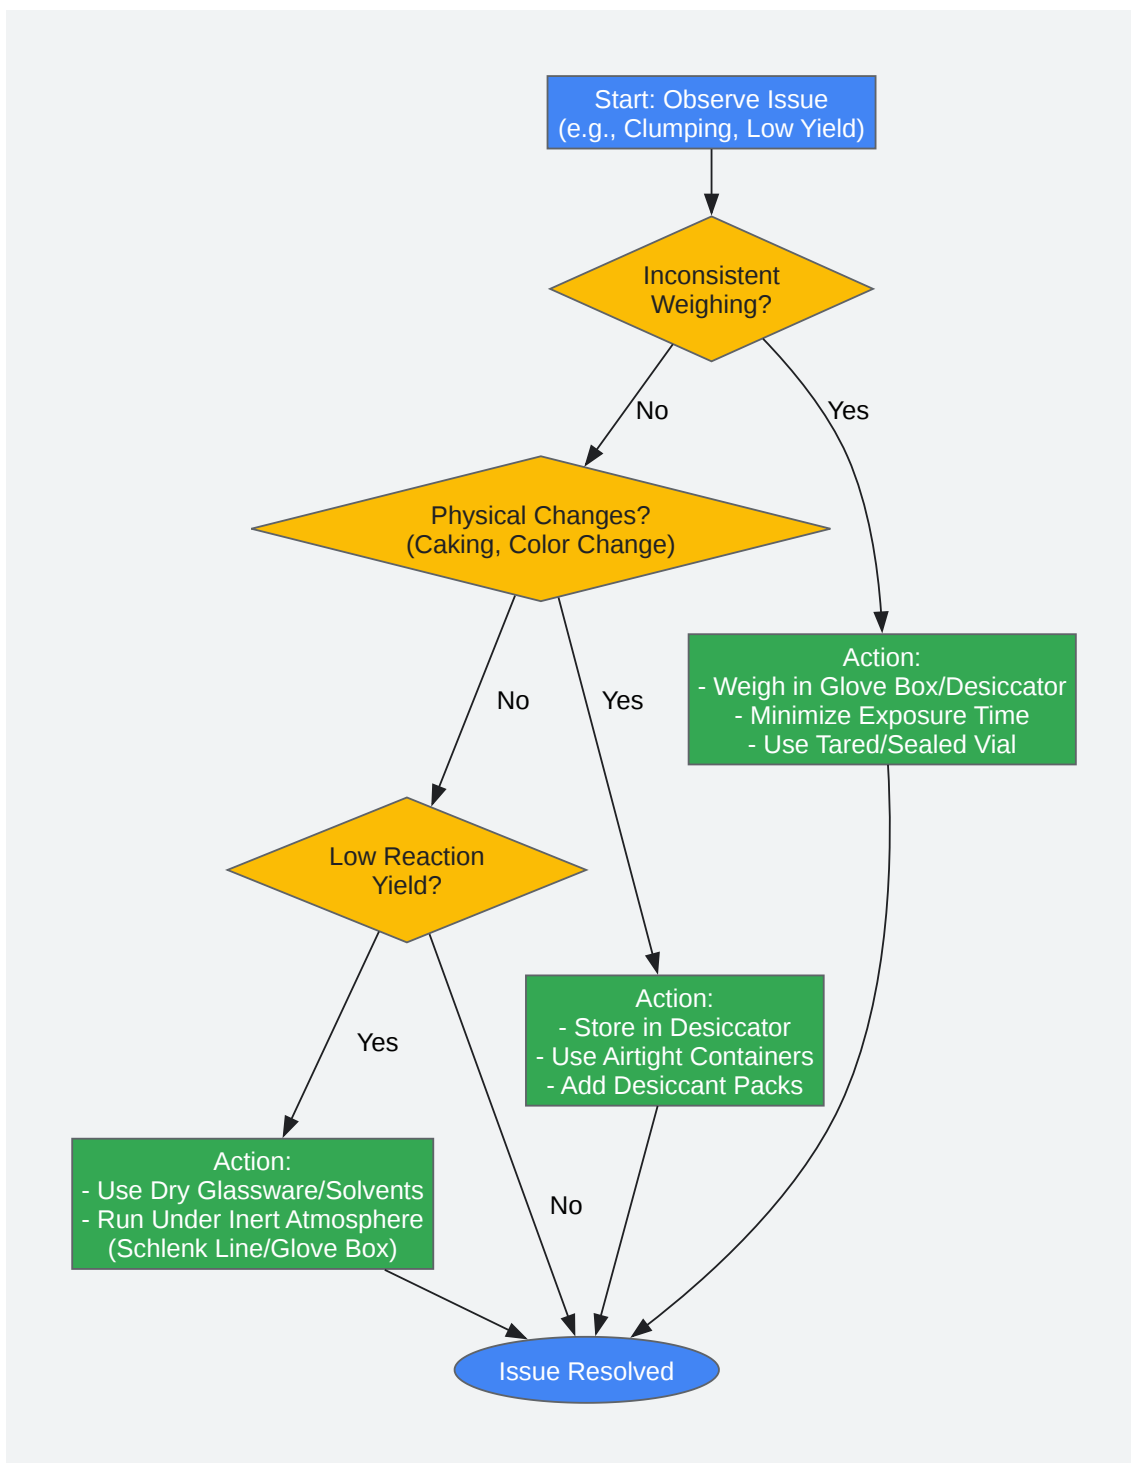 Start: Observe Issue
(e.g., Clumping, Low Yield)
Inconsistent
Weighing?
No
Yes
Physical Changes?
(Caking, Color Change)
No
Yes
Action:
- Weigh in Glove Box/Desiccator
- Minimize Exposure Time
- Use Tared/Sealed Vial
Low Reaction
Yield?
Yes
No
Action:
- Store in Desiccator
- Use Airtight Containers
- Add Desiccant Packs
Action:
- Use Dry Glassware/Solvents
- Run Under Inert Atmosphere
(Schlenk Line/Glove Box)
Issue Resolved